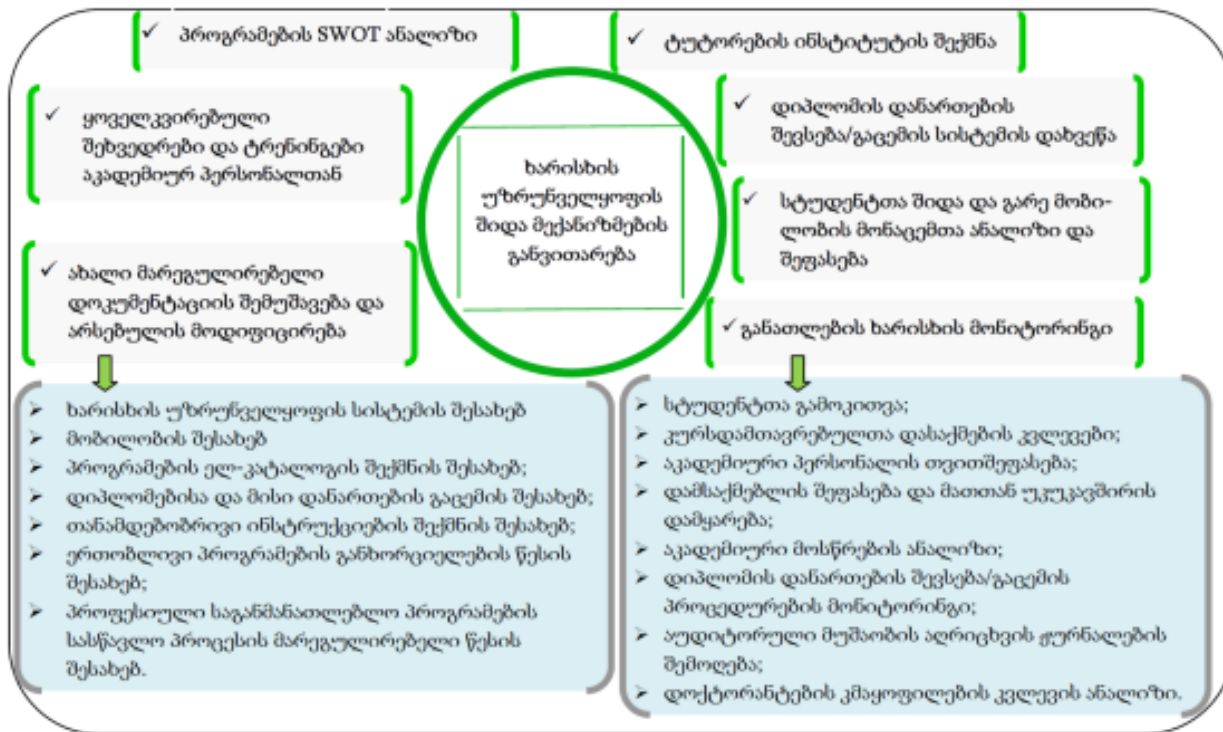 ✓ პროგრამების SWOT ანალიზი
✓ ტუტორების ინსტიტუტის შექმნა
✓ ყოველკვირებული
შეხვედრები და ტრენინგები
აკადემიურ პერსონალთან
ხარისხის
უზრუნველყოფის
შიდა მექანიზმების
განვითარება
✓ დიპლომის დანართების
შევსება/გაცემის სისტემის დახვეწა
✓ სტუდენტთა შიდა და გარე მობი-
ლობის მონაცემთა ანალიზი და
შეფასება
✓ ახალი მარეგულირებელი
დოკუმენტაციის შემუშავება და
არსებულის მოდიფიცირება
✓ განათლების ხარისხის მონიტორინგი
➢ ხარისხის უზრუნველყოფის სისტემის შესახებ
➢ მობილობის შესახებ
➢ პროგრამების ელ-კატალოგის შექმნის შესახებ;
➢ დიპლომებისა და მისი დანართების გაცემის შესახებ;
➢ თანამდებობრივი ინსტრუქციების შექმნის შესახებ;
➢ ერთობლივი პროგრამების განხორციელების წესის
შესახებ;
➢ პროფესიული საგანმანათლებლო პროგრამების
სასწავლო პროცესის მარეგულირებელი წესის
შესახებ.
➢ სტუდენტთა გამოკითვა;
➢ კურსდამთავრებულთა დასაქმების კვლევები;
➢ აკადემიური პერსონალის თვითშეფასება;
➢ დამსაქმებლის შეფასება და მათთან უკუკავშირის
დამყარება;
➢ აკადემიური მოსწრების ანალიზი;
➢ დიპლომის დანართების შევსება/გაცემის
პროცედურების მონიტორინგი;
➢ აუდიტორული მუშაობის აღრიცხვის ჟურნალების
შემოღება;
➢ დოქტორანტების კმაყოფილების კვლევის ანალიზი.